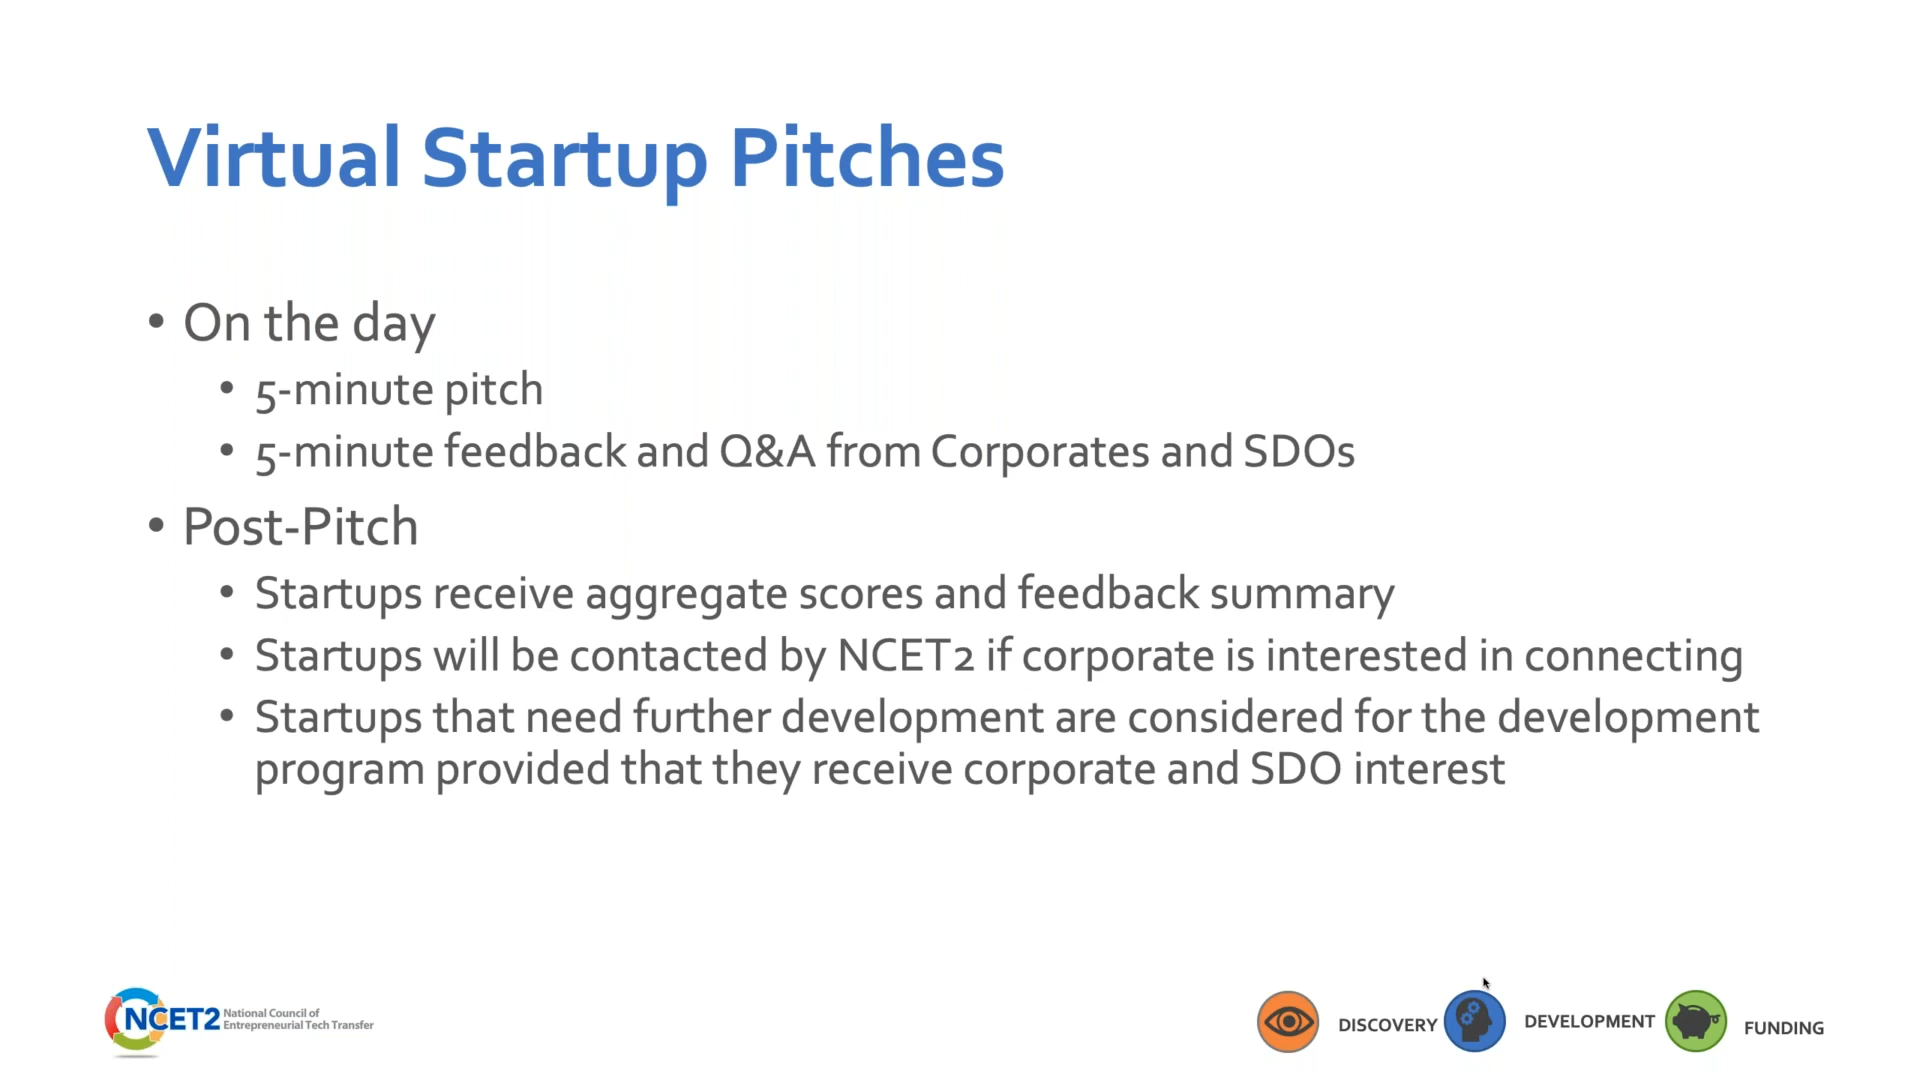 Virtual Startup Pitches
• On the day
• 5-minute pitch
• 5-minute feedback and Q&A from Corporates and SDOs
• Post-Pitch
• Startups receive aggregate scores and feedback summary
• Startups will be contacted by NCET2 if corporate is interested in connecting
• Startups that need further development are considered for the development
program provided that they receive corporate and SDO interest
NCET2
National Council of
Entrepreneurial Tech Transfer
DISCOVERY
DEVELOPMENT
FUNDING